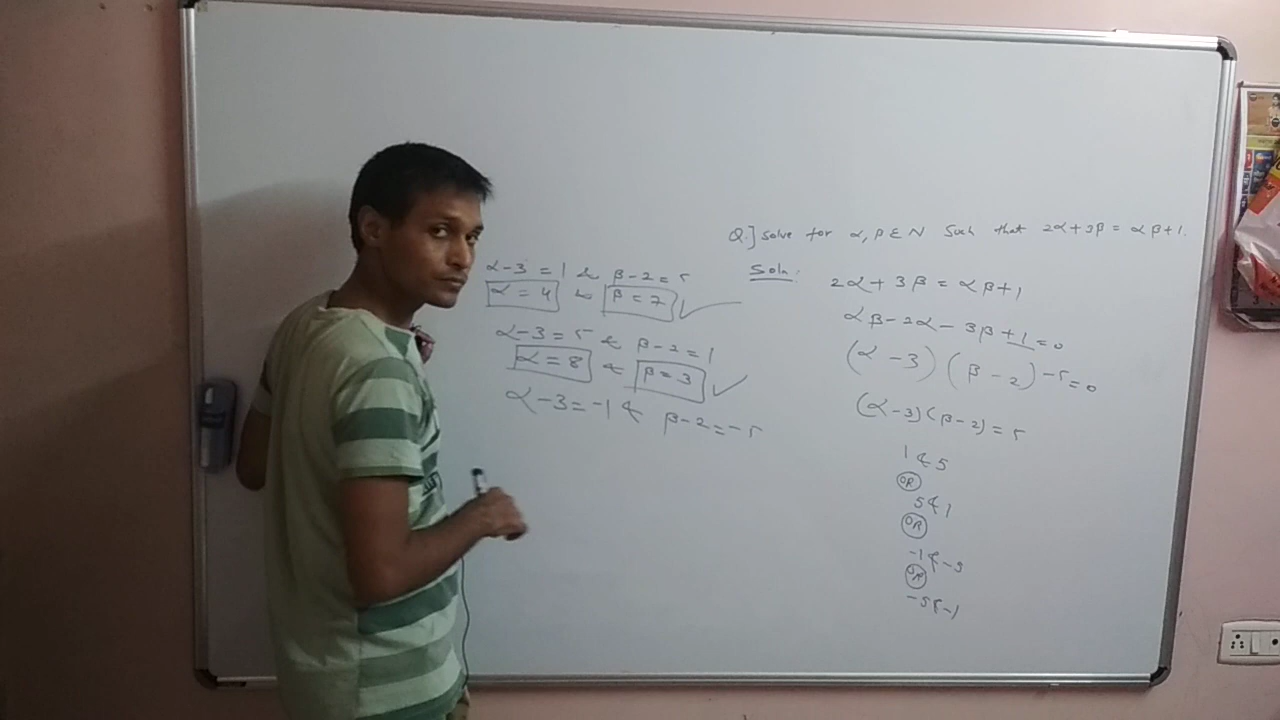 Q.] Solve for α, β ∈ N Such that 2α + 3β = αβ + 1.
Soln:
2α + 3β = αβ + 1
αβ - 2α - 3β + 1 = 0
(α - 3) (β - 2) - 5 = 0
(α - 3) (β - 2) = 5
1 & 5
OR
5 & 1
OR
-1 & -5
OR
-5 & -1
α - 3 = 1 & β - 2 = 5
α = 4 & β = 7 ✓
α - 3 = 5 & β - 2 = 1
α = 8 & β = 3 ✓
α - 3 = -1 & β - 2 = -5